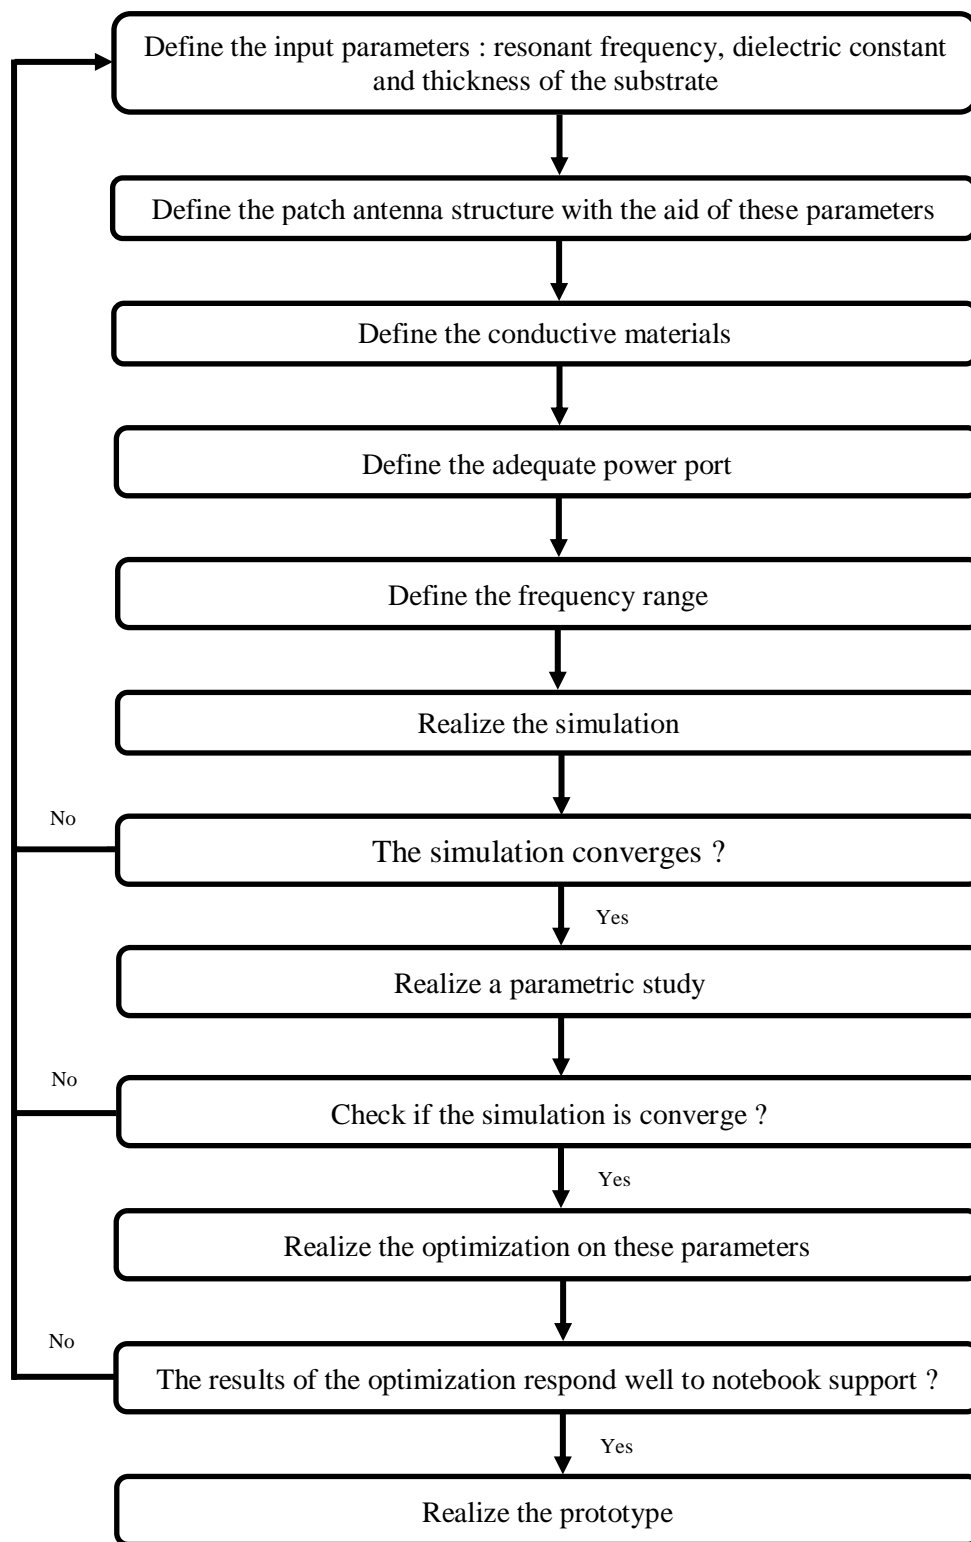 Define the input parameters : resonant frequency, dielectric constant
and thickness of the substrate
Define the patch antenna structure with the aid of these parameters
Define the conductive materials
Define the adequate power port
Define the frequency range
Realize the simulation
No
The simulation converges ?
Yes
Realize a parametric study
No
Check if the simulation is converge ?
Yes
Realize the optimization on these parameters
No
The results of the optimization respond well to notebook support ?
Yes
Realize the prototype